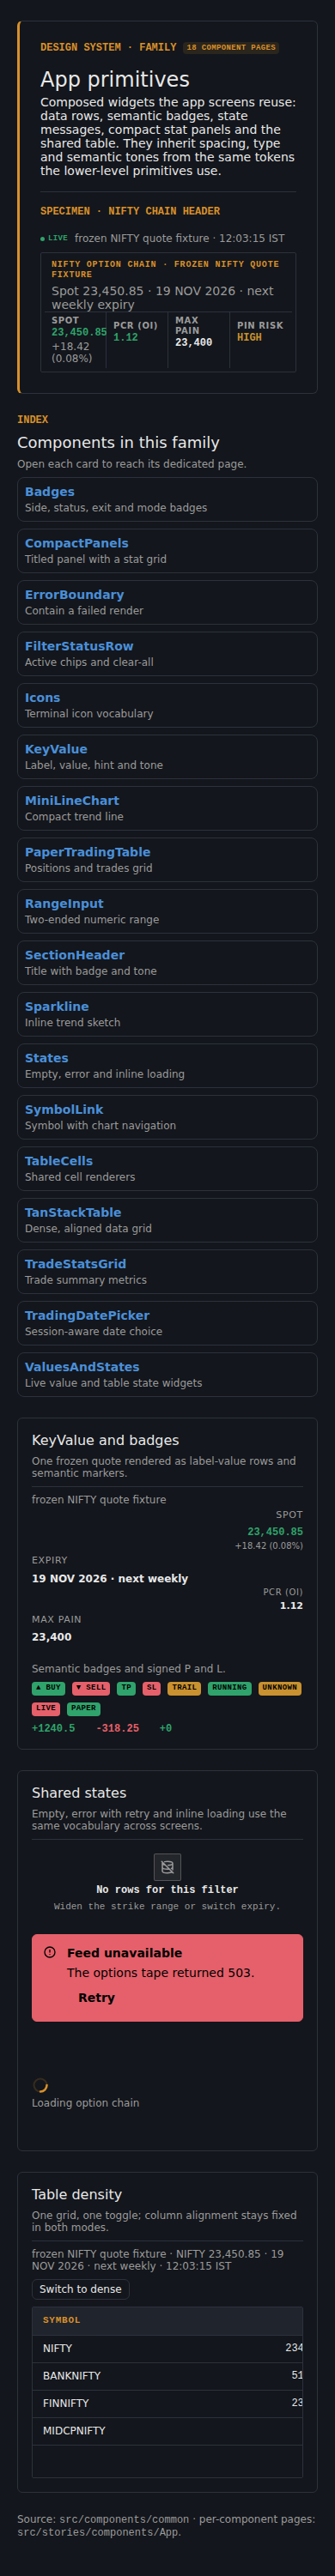 DESIGN SYSTEM · FAMILY 18 COMPONENT PAGES
App primitives
Composed widgets the app screens reuse:
data rows, semantic badges, state
messages, compact stat panels and the
shared table. They inherit spacing, type
and semantic tones from the same tokens
the lower-level primitives use.
SPECIMEN · NIFTY CHAIN HEADER
LIVE frozen NIFTY quote fixture · 12:03:15 IST
NIFTY OPTION CHAIN · FROZEN NIFTY QUOTE
FIXTURE
Spot 23,450.85 · 19 NOV 2026 · next
weekly expiry
SPOT
23,450.85
+18.42
(0.08%)
PCR (OI)
1.12
MAX
PAIN
23,400
PIN RISK
HIGH
INDEX
Components in this family
Open each card to reach its dedicated page.
Badges
Side, status, exit and mode badges
CompactPanels
Titled panel with a stat grid
ErrorBoundary
Contain a failed render
FilterStatusRow
Active chips and clear-all
Icons
Terminal icon vocabulary
KeyValue
Label, value, hint and tone
MiniLineChart
Compact trend line
PaperTradingTable
Positions and trades grid
RangeInput
Two-ended numeric range
SectionHeader
Title with badge and tone
Sparkline
Inline trend sketch
States
Empty, error and inline loading
SymbolLink
Symbol with chart navigation
TableCells
Shared cell renderers
TanStackTable
Dense, aligned data grid
TradeStatsGrid
Trade summary metrics
TradingDatePicker
Session-aware date choice
ValuesAndStates
Live value and table state widgets
KeyValue and badges
One frozen quote rendered as label-value rows and
semantic markers.
frozen NIFTY quote fixture
SPOT
23,450.85
+18.42 (0.08%)
EXPIRY
19 NOV 2026 · next weekly
PCR (OI)
1.12
MAX PAIN
23,400
Semantic badges and signed P and L.
▲ BUY ▼ SELL TP SL TRAIL RUNNING UNKNOWN
LIVE PAPER
+1240.5 -318.25 +0
Shared states
Empty, error with retry and inline loading use the
same vocabulary across screens.
No rows for this filter
Widen the strike range or switch expiry.
Feed unavailable
The options tape returned 503.
Retry
Loading option chain
Table density
One grid, one toggle; column alignment stays fixed
in both modes.
frozen NIFTY quote fixture · NIFTY 23,450.85 · 19
NOV 2026 · next weekly · 12:03:15 IST
Switch to dense
SYMBOL
NIFTY 234
BANKNIFTY 51
FINNIFTY 23
MIDCPNIFTY
Source: src/components/common · per-component pages:
src/stories/components/App.